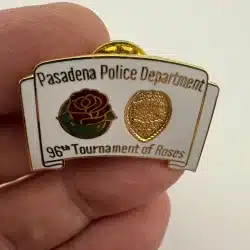 Pasadena Police Department
96th Tournament of Roses